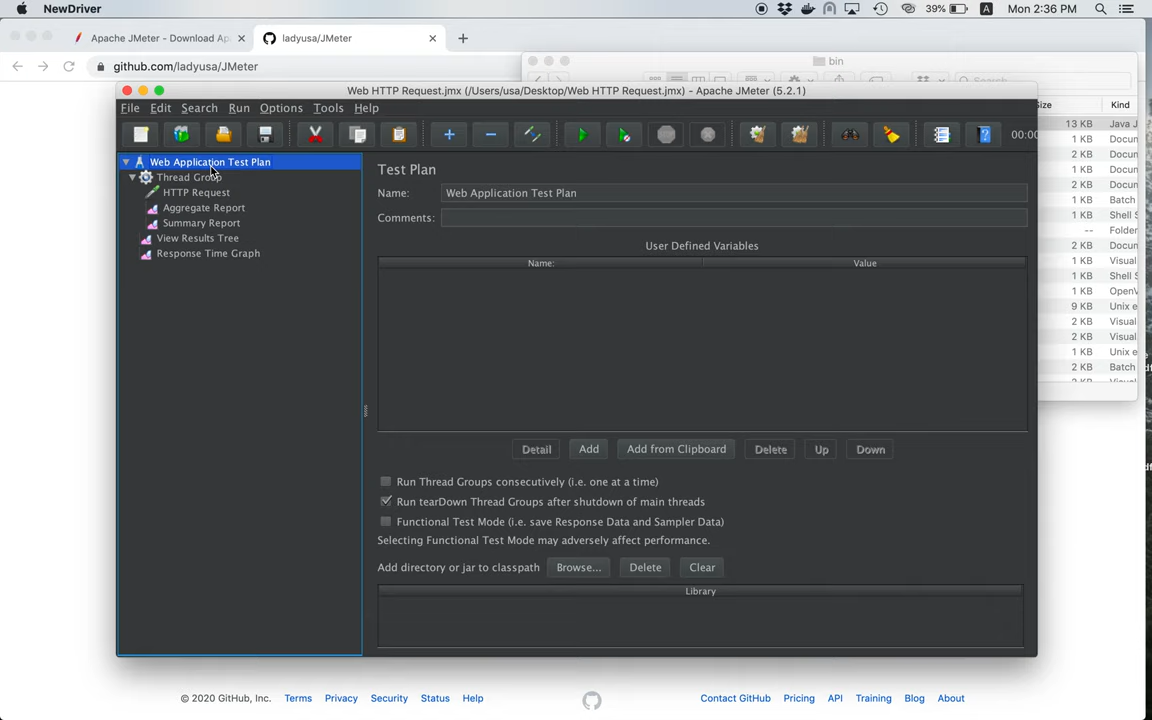 NewDriver
39%
A
Mon 2:36 PM
Apache JMeter - Download Apa
ladyusa/JMeter
github.com/ladyusa/JMeter
bin
Search
Size
Kind
Web HTTP Request.jmx (/Users/usa/Desktop/Web HTTP Request.jmx) - Apache JMeter (5.2.1)
File Edit Search Run Options Tools Help
00:00
Web Application Test Plan
Thread Group
HTTP Request
Aggregate Report
Summary Report
View Results Tree
Response Time Graph
Test Plan
Name: Web Application Test Plan
Comments:
User Defined Variables
Name: Value
Detail Add Add from Clipboard Delete Up Down
Run Thread Groups consecutively (i.e. one at a time)
Run tearDown Thread Groups after shutdown of main threads
Functional Test Mode (i.e. save Response Data and Sampler Data)
Selecting Functional Test Mode may adversely affect performance.
Add directory or jar to classpath Browse... Delete Clear
Library
13 KB Java J
1 KB Docum
2 KB Docum
2 KB Docum
1 KB Docum
1 KB Batch
1 KB Shell S
-- Folder
2 KB Docum
1 KB Visual
1 KB Shell S
1 KB OpenV
9 KB Unix e
2 KB Visual
2 KB Visual
1 KB Unix e
2 KB Batch
© 2020 GitHub, Inc. Terms Privacy Security Status Help
Contact GitHub Pricing API Training Blog About